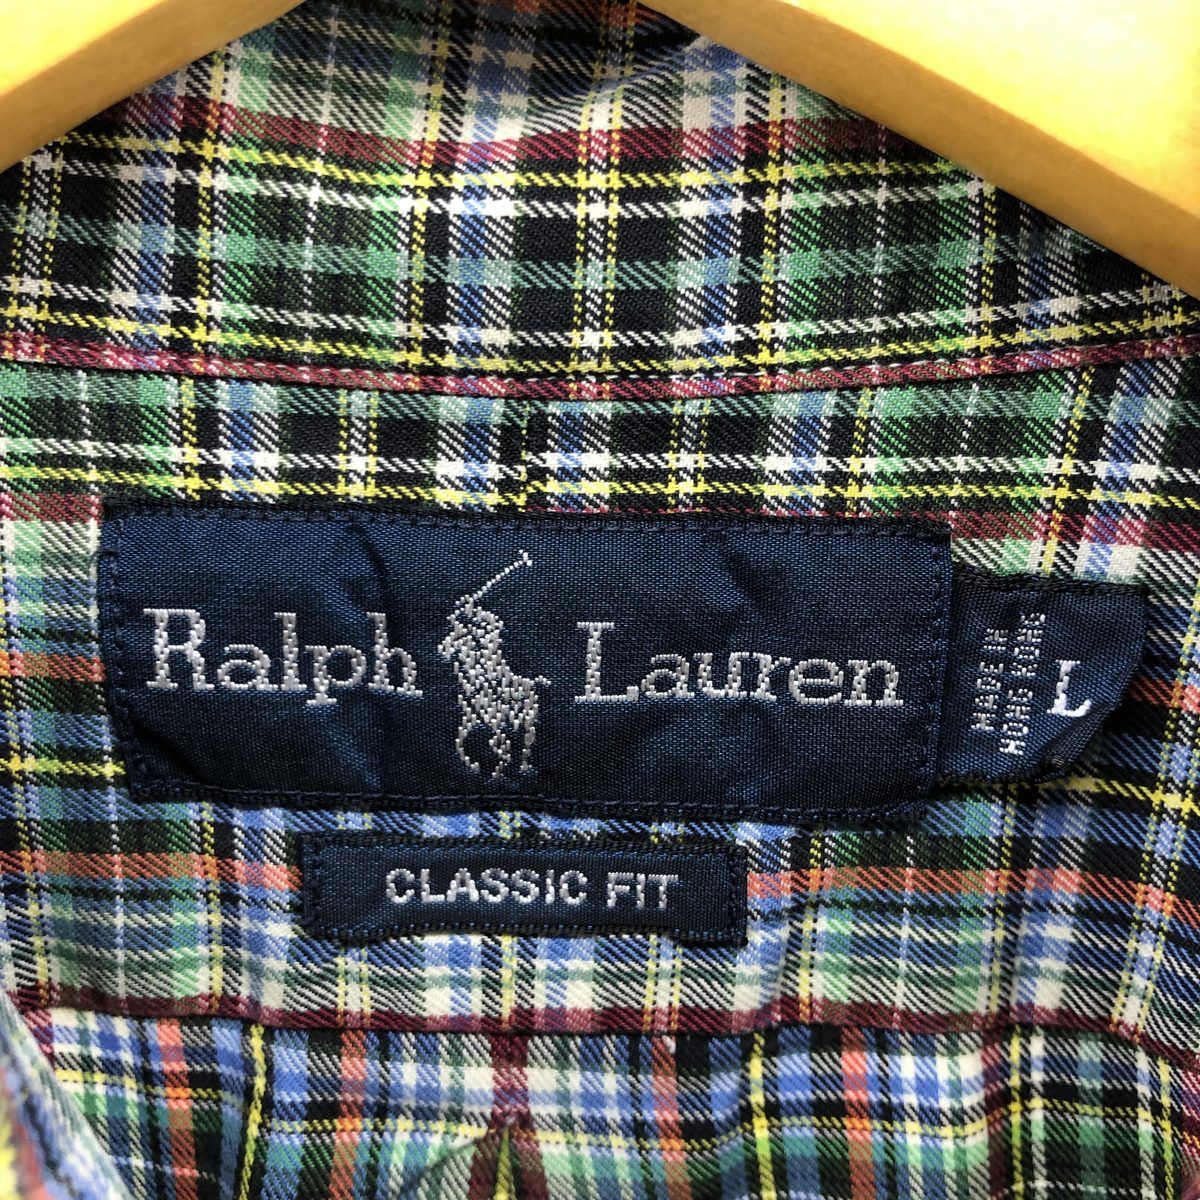 Ralph Lauren
MADE IN
HONG KONG
L
CLASSIC FIT